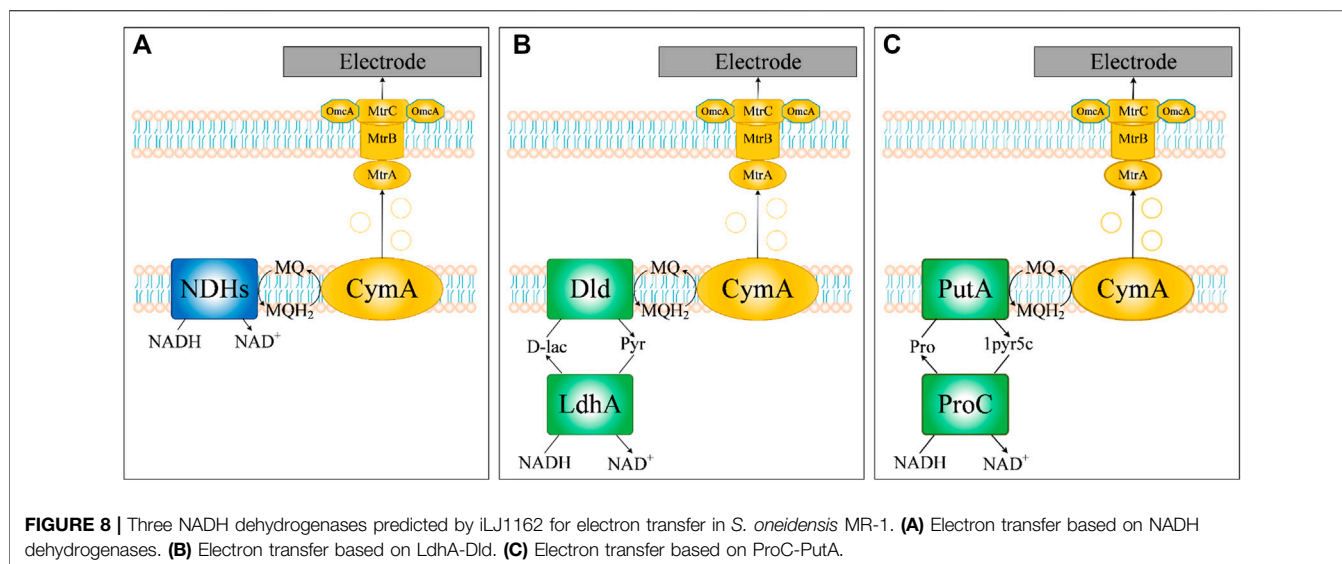 A
Electrode
OmcA
MtrC
OmcA
MtrB
MtrA
NDHs
MQ
MQH2
CymA
NADH
NAD+
B
Electrode
OmcA
MtrC
OmcA
MtrB
MtrA
Dld
MQ
MQH2
CymA
D-lac
Pyr
LdhA
NADH
NAD+
C
Electrode
OmcA
MtrC
OmcA
MtrB
MtrA
PutA
MQ
MQH2
CymA
Pro
1pyr5c
ProC
NADH
NAD+
FIGURE 8 | Three NADH dehydrogenases predicted by iLJ1162 for electron transfer in S. oneidensis MR-1. (A) Electron transfer based on NADH
dehydrogenases. (B) Electron transfer based on LdhA-Dld. (C) Electron transfer based on ProC-PutA.